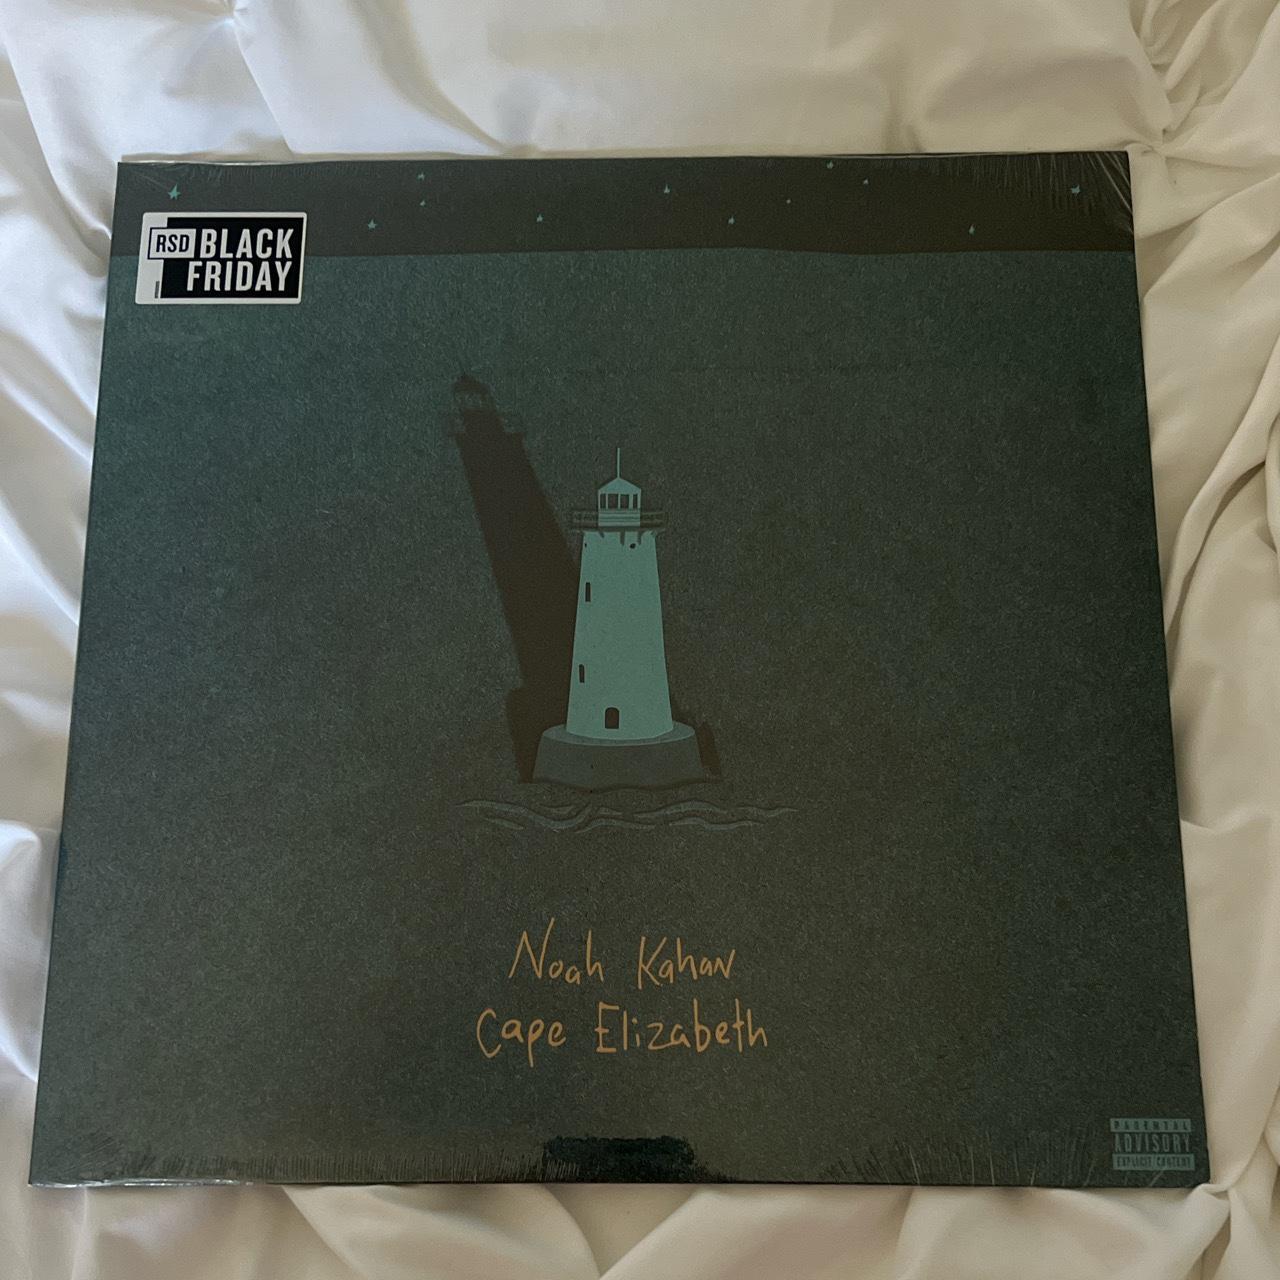 RSD BLACK
FRIDAY
Noah Kahan
Cape Elizabeth
PARENTAL
ADVISORY
EXPLICIT CONTENT